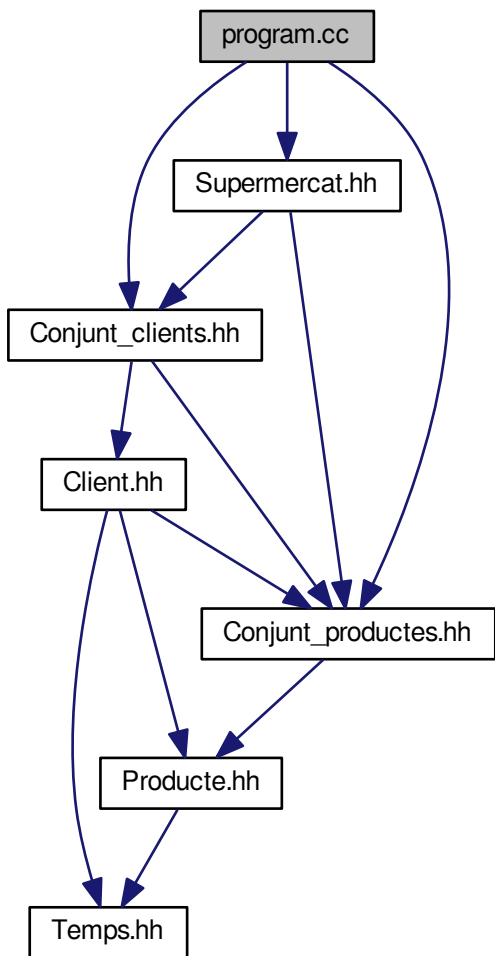 program.cc
Supermercat.hh
Conjunt_clients.hh
Client.hh
Conjunt_productes.hh
Producte.hh
Temps.hh